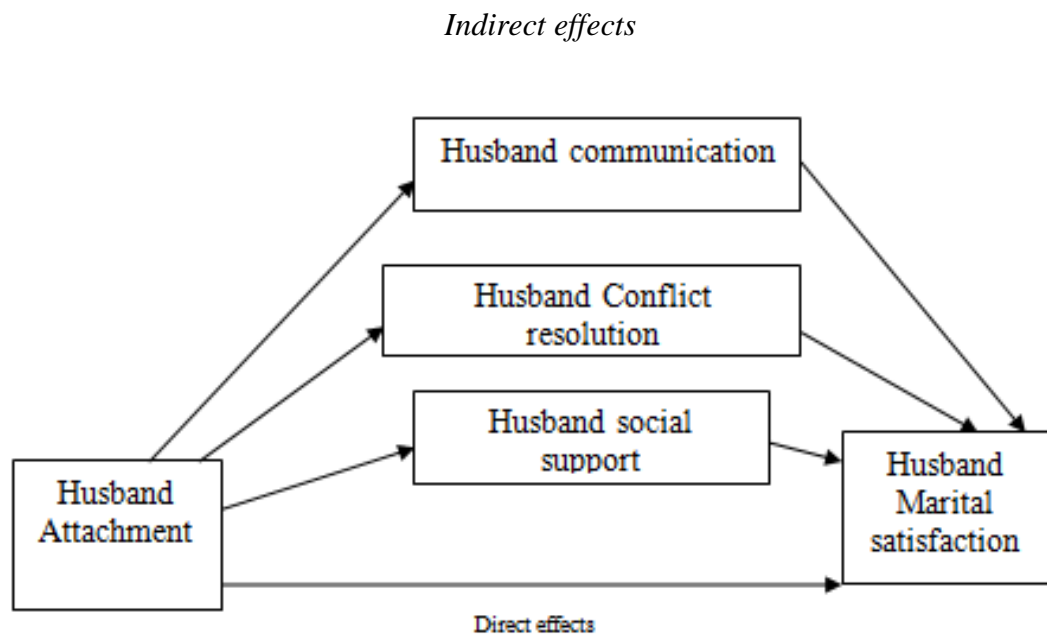 Indirect effects
Husband communication
Husband Conflict
resolution
Husband social
support
Husband
Attachment
Husband
Marital
satisfaction
Direct effects